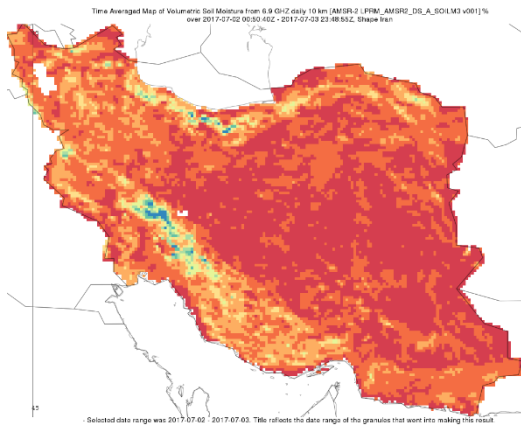 Time Averaged Map of Volumetric Soil Moisture from 6.9 GHZ daily 10 km [AMSR-2 LPRM_AMSR2_DS_A_SOILM3 v001] %
over 2017-07-02 00:50:40Z - 2017-07-03 23:48:55Z, Shape Iran
45
- Selected date range was 2017-07-02 - 2017-07-03. Title reflects the date range of the granules that went into making this result